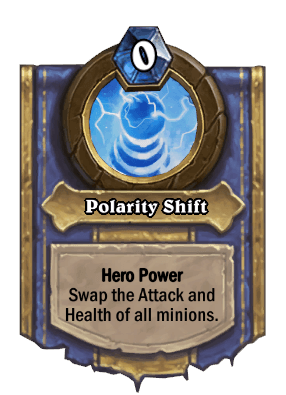 0
Polarity Shift
Hero Power
Swap the Attack and
Health of all minions.